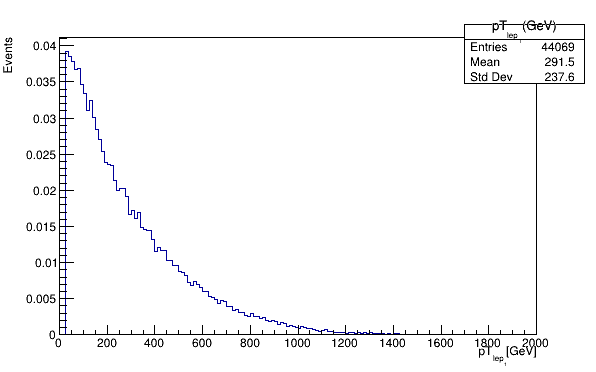 pT_lep_1 (GeV)
Entries 44069
Mean 291.5
Std Dev 237.6
Events
0.04
0.035
0.03
0.025
0.02
0.015
0.01
0.005
0
0 200 400 600 800 1000 1200 1400 1600 1800 2000
pT_lep_1[GeV]